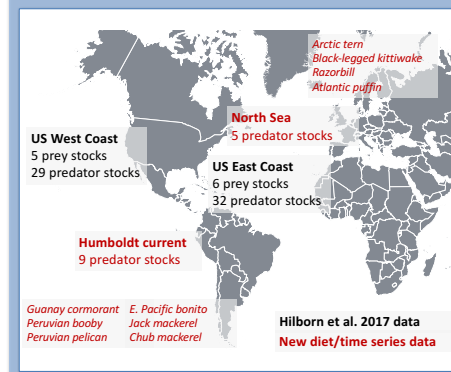 Arctic tern
Black-legged kittiwake
Razorbill
Atlantic puffin
North Sea
5 predator stocks
US West Coast
5 prey stocks
29 predator stocks
US East Coast
6 prey stocks
32 predator stocks
Humboldt current
9 predator stocks
Guanay cormorant E. Pacific bonito
Peruvian booby Jack mackerel
Peruvian pelican Chub mackerel
Hilborn et al. 2017 data
New diet/time series data